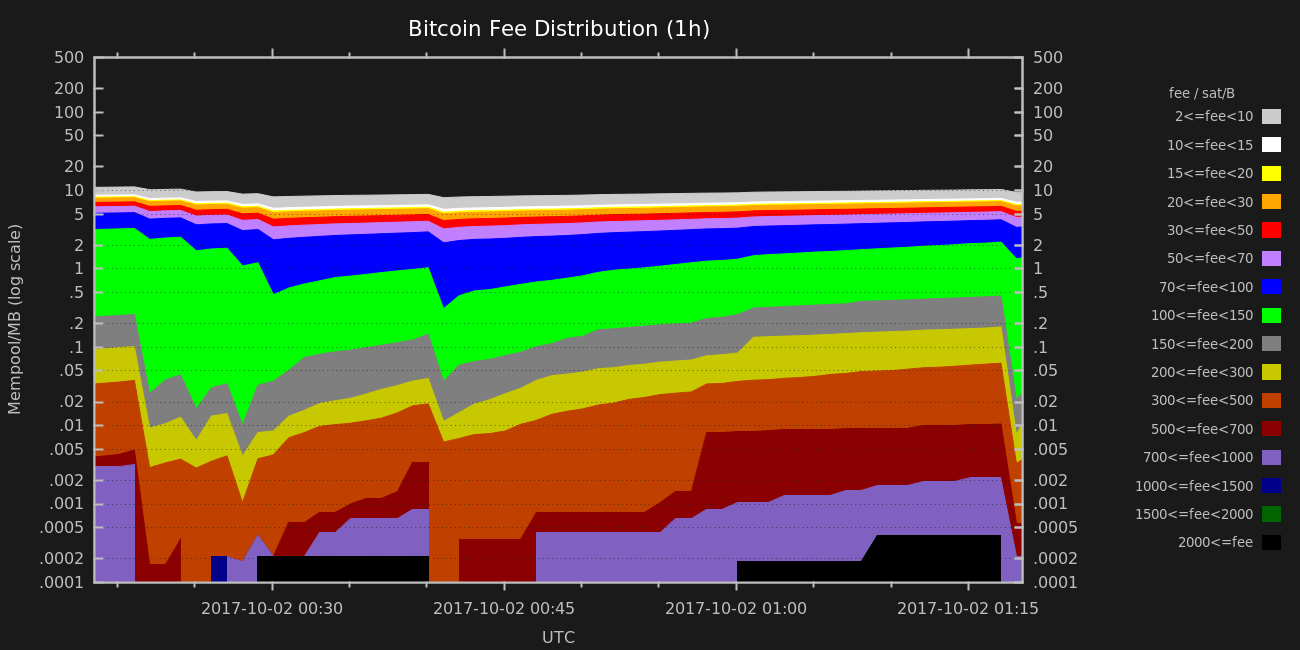 Bitcoin Fee Distribution (1h)
Mempool/MB (log scale)
500
200
100
50
20
10
5
2
1
.5
.2
.1
.05
.02
.01
.005
.002
.001
.0005
.0002
.0001
500
200
100
50
20
10
5
2
1
.5
.2
.1
.05
.02
.01
.005
.002
.001
.0005
.0002
.0001
2017-10-02 00:30
2017-10-02 00:45
2017-10-02 01:00
2017-10-02 01:15
UTC
fee / sat/B
2<=fee<10
10<=fee<15
15<=fee<20
20<=fee<30
30<=fee<50
50<=fee<70
70<=fee<100
100<=fee<150
150<=fee<200
200<=fee<300
300<=fee<500
500<=fee<700
700<=fee<1000
1000<=fee<1500
1500<=fee<2000
2000<=fee